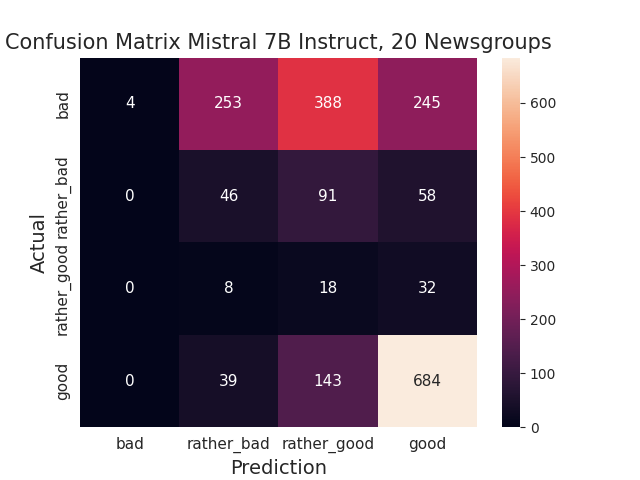 Confusion Matrix Mistral 7B Instruct, 20 Newsgroups
Actual
bad
4 253 388 245
rather_bad
0 46 91 58
rather_good
0 8 18 32
good
0 39 143 684
bad rather_bad rather_good good
Prediction
600
500
400
300
200
100
0